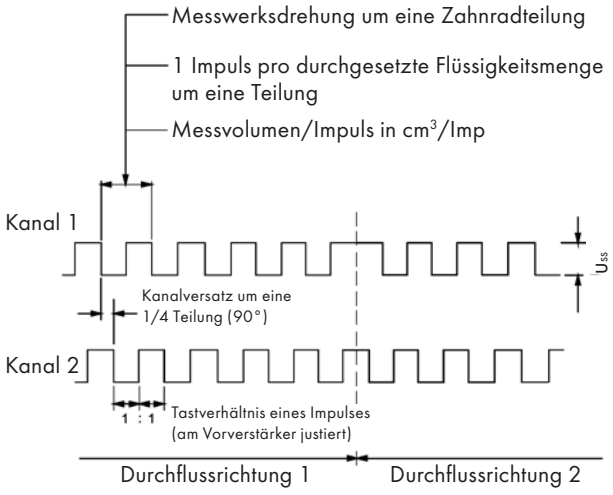 Messwerksdrehung um eine Zahnradteilung
1 Impuls pro durchgesetzte Flüssigkeitsmenge
um eine Teilung
Messvolumen/Impuls in cm³/Imp
Kanal 1
Uss
Kanalversatz um eine
1/4 Teilung (90°)
Kanal 2
1 : 1
Tastverhältnis eines Impulses
(am Vorverstärker justiert)
Durchflussrichtung 1
Durchflussrichtung 2